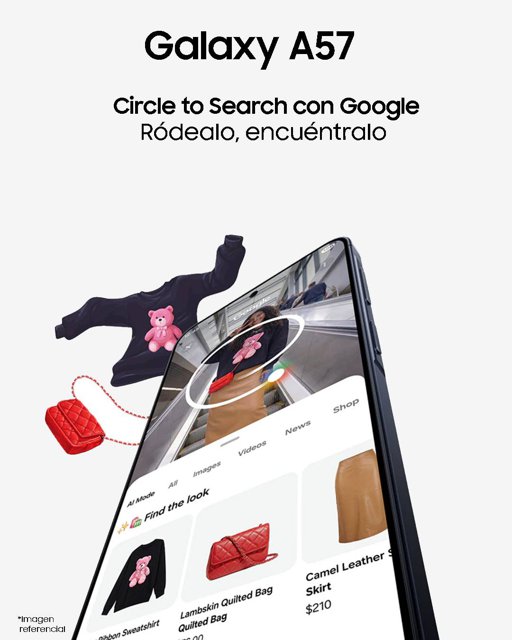 Galaxy A57
Circle to Search con Google
Ródealo, encuéntralo
Google
AI Mode
All
Images
Videos
News
Shop
Find the look
Ribbon Sweatshirt
Lambskin Quilted Bag
Quilted Bag
Camel Leather
Skirt
$210
*Imagen
referencial